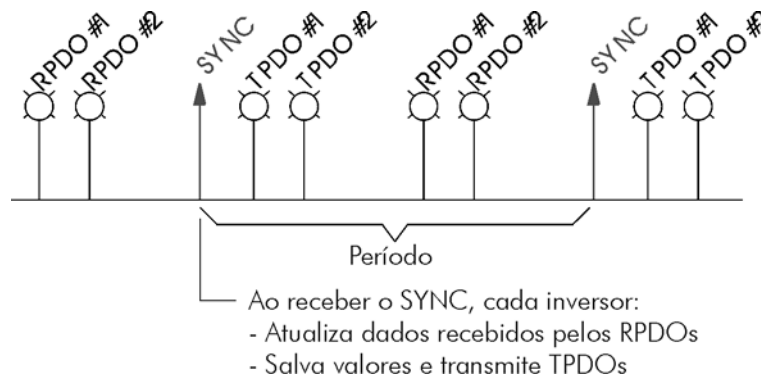 RPDO #1
RPDO #2
SYNC
TPDO #1
TPDO #2
RPDO #1
RPDO #2
SYNC
TPDO #1
TPDO #2
Período
Ao receber o SYNC, cada inversor:
- Atualiza dados recebidos pelos RPDOs
- Salva valores e transmite TPDOs